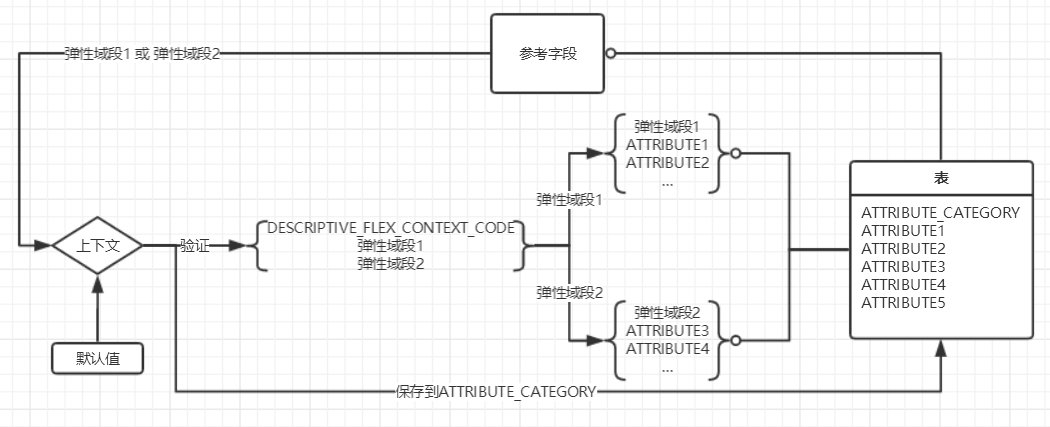 参考字段
弹性域段1 或 弹性域段2
弹性域段1
ATTRIBUTE1
ATTRIBUTE2
...
表
ATTRIBUTE_CATEGORY
ATTRIBUTE1
ATTRIBUTE2
ATTRIBUTE3
ATTRIBUTE4
ATTRIBUTE5
弹性域段1
上下文
验证
DESCRIPTIVE_FLEX_CONTEXT_CODE
弹性域段1
弹性域段2
弹性域段2
弹性域段2
ATTRIBUTE3
ATTRIBUTE4
...
默认值
保存到ATTRIBUTE_CATEGORY